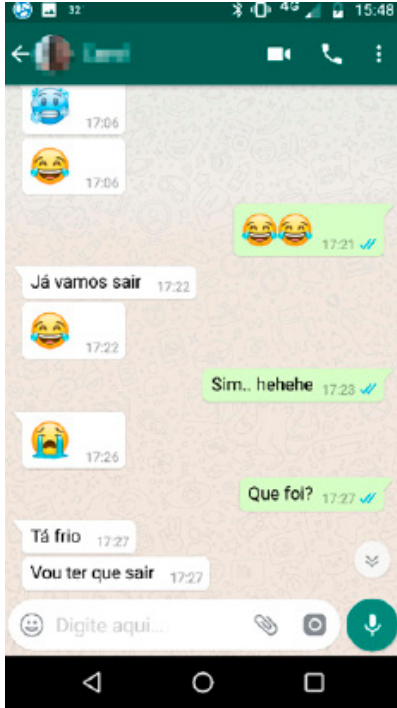 32°
4G
15:48
17:06
17:06
17:21
Já vamos sair 17:22
17:22
Sim.. hehehe 17:23
17:26
Que foi? 17:27
Tá frio 17:27
Vou ter que sair 17:27
Digite aqui...